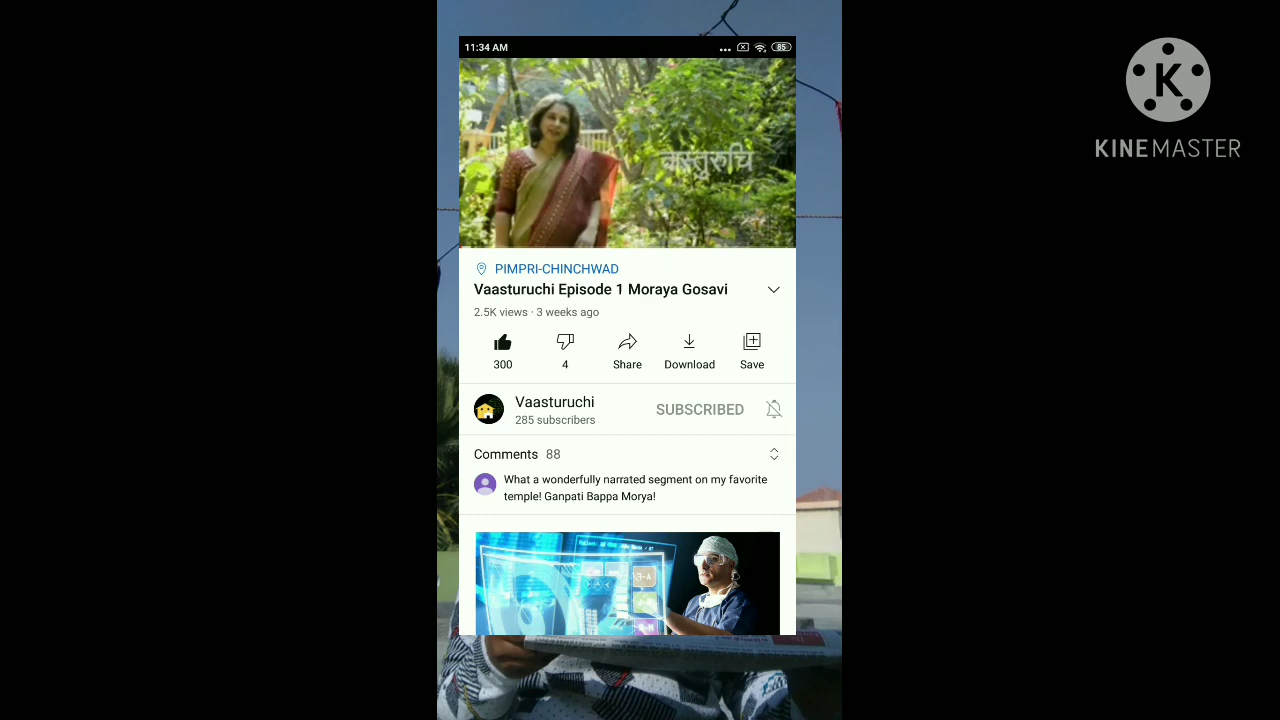 11:34 AM
85
वास्तुरुचि
PIMPRI-CHINCHWAD
Vaasturuchi Episode 1 Moraya Gosavi
2.5K views · 3 weeks ago
300
4
Share
Download
Save
Vaasturuchi
285 subscribers
SUBSCRIBED
Comments 88
What a wonderfully narrated segment on my favorite
temple! Ganpati Bappa Morya!
K
KINEMASTER